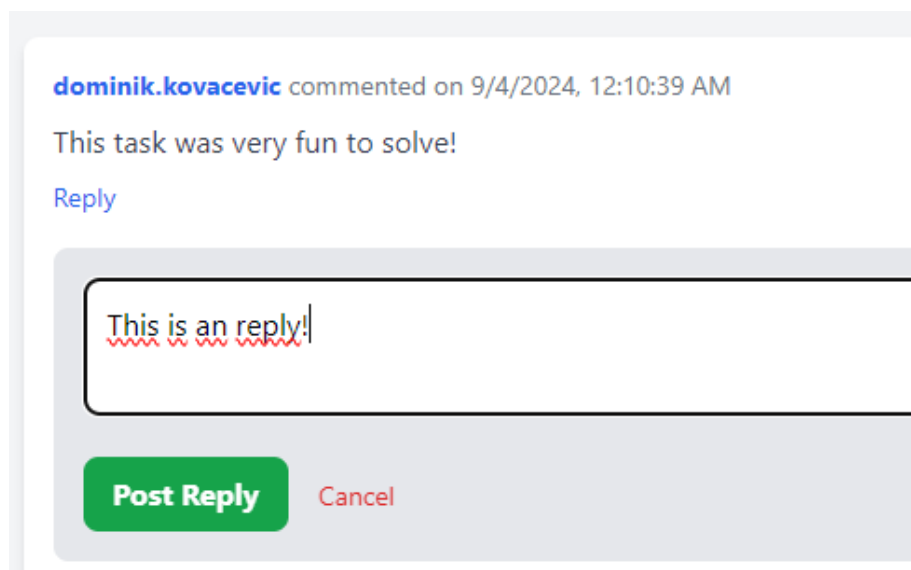 dominik.kovacevic commented on 9/4/2024, 12:10:39 AM
This task was very fun to solve!
Reply
This is an reply!
Post Reply Cancel